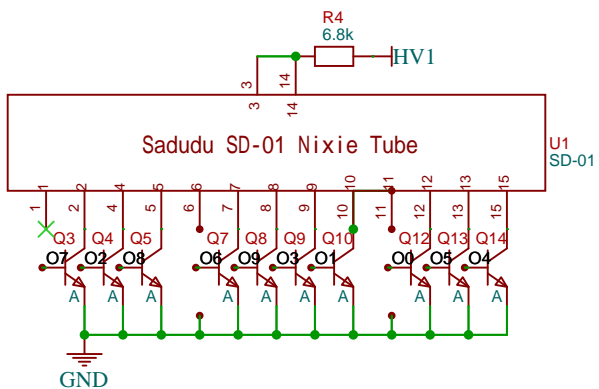 R4
6.8k
HV1
3
14
3
14
Sadudu SD-01 Nixie Tube
U1
SD-01
1 2 4 5 6 7 8 9 10 11 12 13 15
1 2 4 5 6 7 8 9 10 11 12 13 15
Q3 Q4 Q5 Q7 Q8 Q9 Q10 Q12 Q13 Q14
O7 O2 O8 O6 O9 O3 O1 O0 O5 O4
A A A A A A A A A A
GND